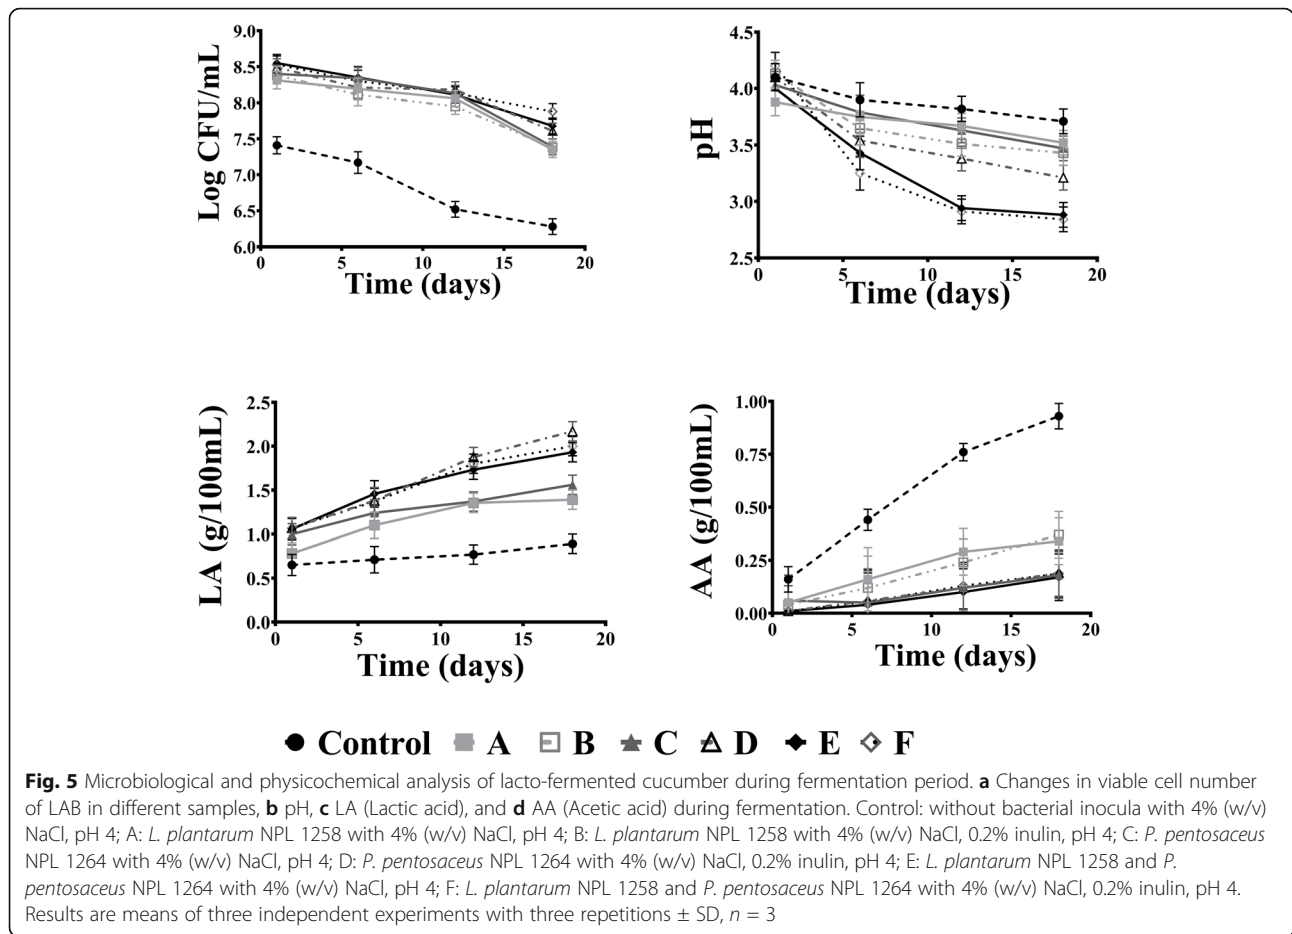 Log CFU/mL
9.0
8.5
8.0
7.5
7.0
6.5
6.0
0 5 10 15 20
Time (days)
pH
4.5
4.0
3.5
3.0
2.5
0 5 10 15 20
Time (days)
LA (g/100mL)
2.5
2.0
1.5
1.0
0.5
0.0
0 5 10 15 20
Time (days)
AA (g/100mL)
1.00
0.75
0.50
0.25
0.00
0 5 10 15 20
Time (days)
Control A B C D E F
Fig. 5 Microbiological and physicochemical analysis of lacto-fermented cucumber during fermentation period. a Changes in viable cell number
of LAB in different samples, b pH, c LA (Lactic acid), and d AA (Acetic acid) during fermentation. Control: without bacterial inocula with 4% (w/v)
NaCl, pH 4; A: L. plantarum NPL 1258 with 4% (w/v) NaCl, pH 4; B: L. plantarum NPL 1258 with 4% (w/v) NaCl, 0.2% inulin, pH 4; C: P. pentosaceus
NPL 1264 with 4% (w/v) NaCl, pH 4; D: P. pentosaceus NPL 1264 with 4% (w/v) NaCl, 0.2% inulin, pH 4; E: L. plantarum NPL 1258 and P.
pentosaceus NPL 1264 with 4% (w/v) NaCl, pH 4; F: L. plantarum NPL 1258 and P. pentosaceus NPL 1264 with 4% (w/v) NaCl, 0.2% inulin, pH 4.
Results are means of three independent experiments with three repetitions ± SD, n = 3